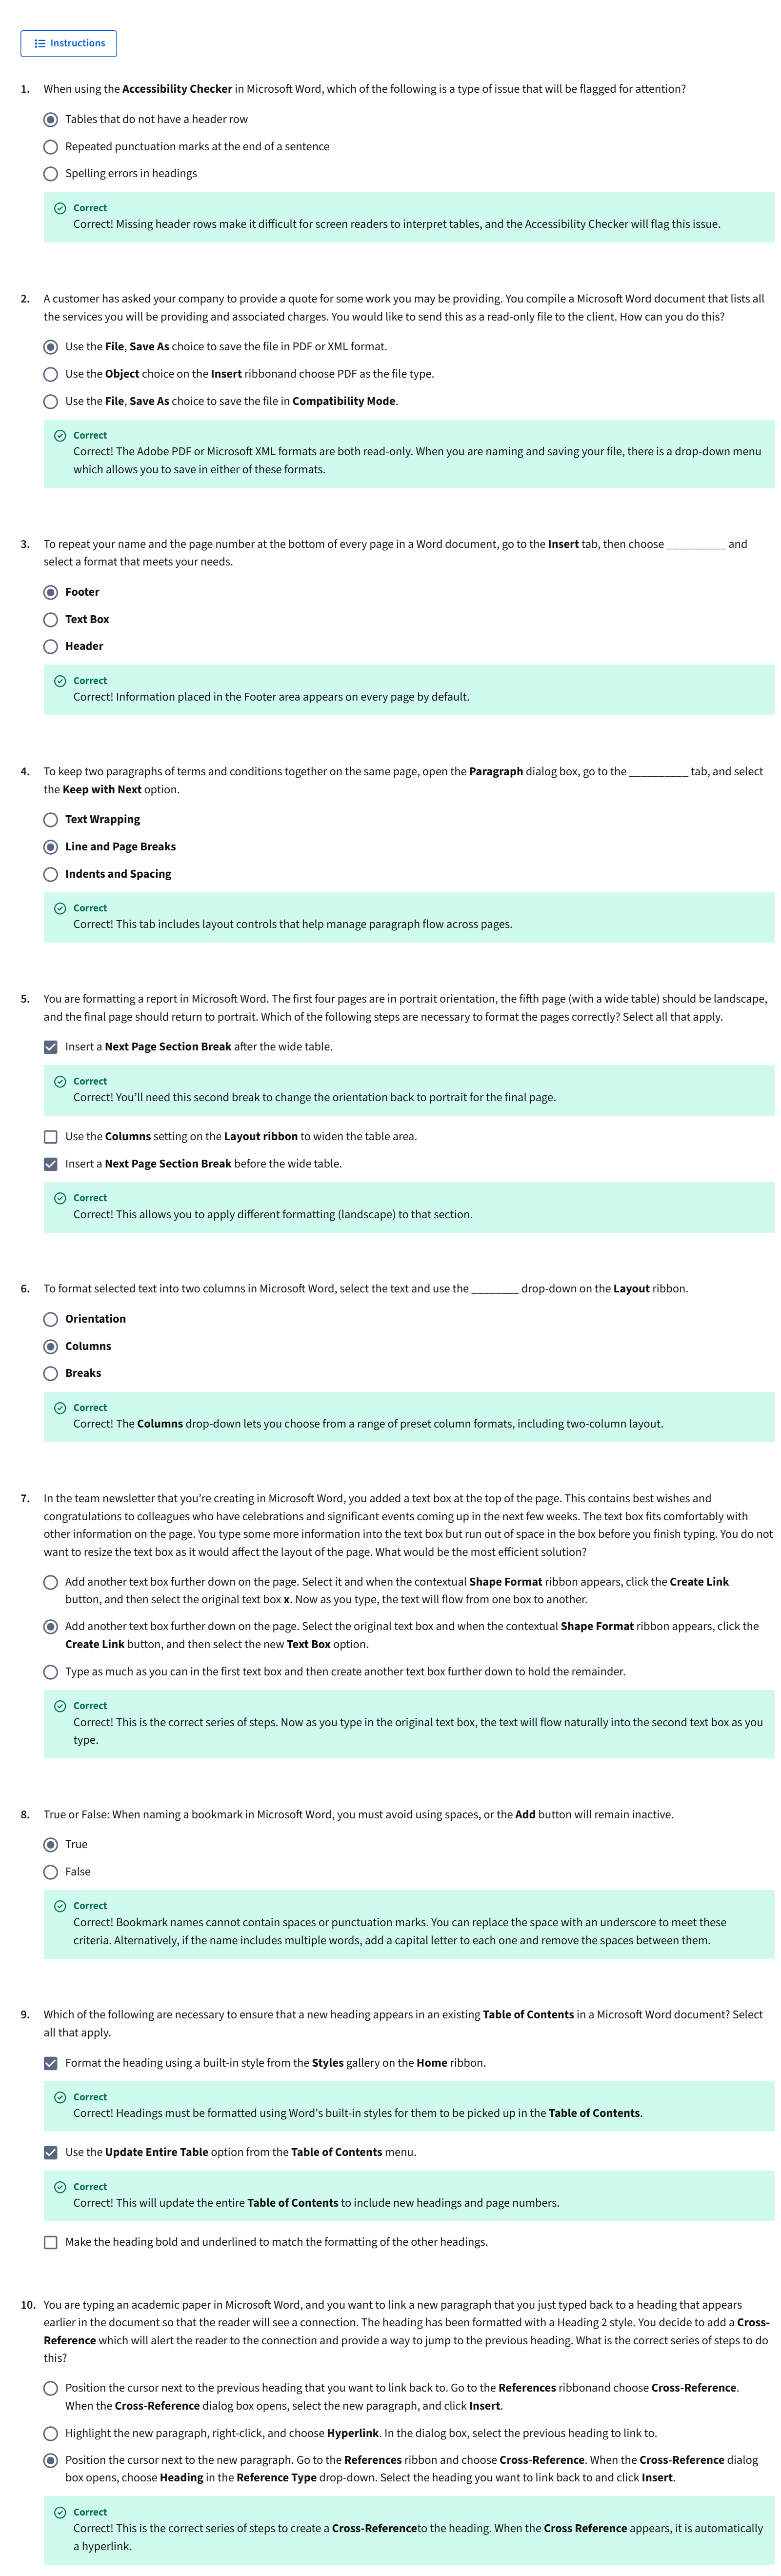 Instructions
1. When using the Accessibility Checker in Microsoft Word, which of the following is a type of issue that will be flagged for attention?
Tables that do not have a header row
Repeated punctuation marks at the end of a sentence
Spelling errors in headings
Correct
Correct! Missing header rows make it difficult for screen readers to interpret tables, and the Accessibility Checker will flag this issue.
2. A customer has asked your company to provide a quote for some work you may be providing. You compile a Microsoft Word document that lists all
the services you will be providing and associated charges. You would like to send this as a read-only file to the client. How can you do this?
Use the File, Save As choice to save the file in PDF or XML format.
Use the Object choice on the Insert ribbonand choose PDF as the file type.
Use the File, Save As choice to save the file in Compatibility Mode.
Correct
Correct! The Adobe PDF or Microsoft XML formats are both read-only. When you are naming and saving your file, there is a drop-down menu
which allows you to save in either of these formats.
3. To repeat your name and the page number at the bottom of every page in a Word document, go to the Insert tab, then choose __________ and
select a format that meets your needs.
Footer
Text Box
Header
Correct
Correct! Information placed in the Footer area appears on every page by default.
4. To keep two paragraphs of terms and conditions together on the same page, open the Paragraph dialog box, go to the __________ tab, and select
the Keep with Next option.
Text Wrapping
Line and Page Breaks
Indents and Spacing
Correct
Correct! This tab includes layout controls that help manage paragraph flow across pages.
5. You are formatting a report in Microsoft Word. The first four pages are in portrait orientation, the fifth page (with a wide table) should be landscape,
and the final page should return to portrait. Which of the following steps are necessary to format the pages correctly? Select all that apply.
Insert a Next Page Section Break after the wide table.
Correct
Correct! You’ll need this second break to change the orientation back to portrait for the final page.
Use the Columns setting on the Layout ribbon to widen the table area.
Insert a Next Page Section Break before the wide table.
Correct
Correct! This allows you to apply different formatting (landscape) to that section.
6. To format selected text into two columns in Microsoft Word, select the text and use the ________ drop-down on the Layout ribbon.
Orientation
Columns
Breaks
Correct
Correct! The Columns drop-down lets you choose from a range of preset column formats, including two-column layout.
7. In the team newsletter that you’re creating in Microsoft Word, you added a text box at the top of the page. This contains best wishes and
congratulations to colleagues who have celebrations and significant events coming up in the next few weeks. The text box fits comfortably with
other information on the page. You type some more information into the text box but run out of space in the box before you finish typing. You do not
want to resize the text box as it would affect the layout of the page. What would be the most efficient solution?
Add another text box further down on the page. Select it and when the contextual Shape Format ribbon appears, click the Create Link
button, and then select the original text box x. Now as you type, the text will flow from one box to another.
Add another text box further down on the page. Select the original text box and when the contextual Shape Format ribbon appears, click the
Create Link button, and then select the new Text Box option.
Type as much as you can in the first text box and then create another text box further down to hold the remainder.
Correct
Correct! This is the correct series of steps. Now as you type in the original text box, the text will flow naturally into the second text box as you
type.
8. True or False: When naming a bookmark in Microsoft Word, you must avoid using spaces, or the Add button will remain inactive.
True
False
Correct
Correct! Bookmark names cannot contain spaces or punctuation marks. You can replace the space with an underscore to meet these
criteria. Alternatively, if the name includes multiple words, add a capital letter to each one and remove the spaces between them.
9. Which of the following are necessary to ensure that a new heading appears in an existing Table of Contents in a Microsoft Word document? Select
all that apply.
Format the heading using a built-in style from the Styles gallery on the Home ribbon.
Correct
Correct! Headings must be formatted using Word's built-in styles for them to be picked up in the Table of Contents.
Use the Update Entire Table option from the Table of Contents menu.
Correct
Correct! This will update the entire Table of Contents to include new headings and page numbers.
Make the heading bold and underlined to match the formatting of the other headings.
10. You are typing an academic paper in Microsoft Word, and you want to link a new paragraph that you just typed back to a heading that appears
earlier in the document so that the reader will see a connection. The heading has been formatted with a Heading 2 style. You decide to add a Cross-
Reference which will alert the reader to the connection and provide a way to jump to the previous heading. What is the correct series of steps to do
this?
Position the cursor next to the previous heading that you want to link back to. Go to the References ribbonand choose Cross-Reference.
When the Cross-Reference dialog box opens, select the new paragraph, and click Insert.
Highlight the new paragraph, right-click, and choose Hyperlink. In the dialog box, select the previous heading to link to.
Position the cursor next to the new paragraph. Go to the References ribbon and choose Cross-Reference. When the Cross-Reference dialog
box opens, choose Heading in the Reference Type drop-down. Select the heading you want to link back to and click Insert.
Correct
Correct! This is the correct series of steps to create a Cross-Referenceto the heading. When the Cross Reference appears, it is automatically
a hyperlink.